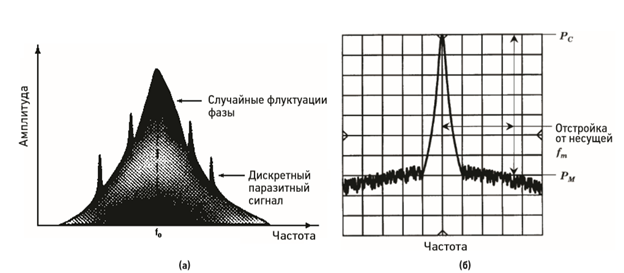 Амплитуда
Случайные флуктуации
фазы
Дискретный
паразитный
сигнал
f₀
Частота
(а)
P_C
Отстройка
от несущей
f_m
P_M
Частота
(б)